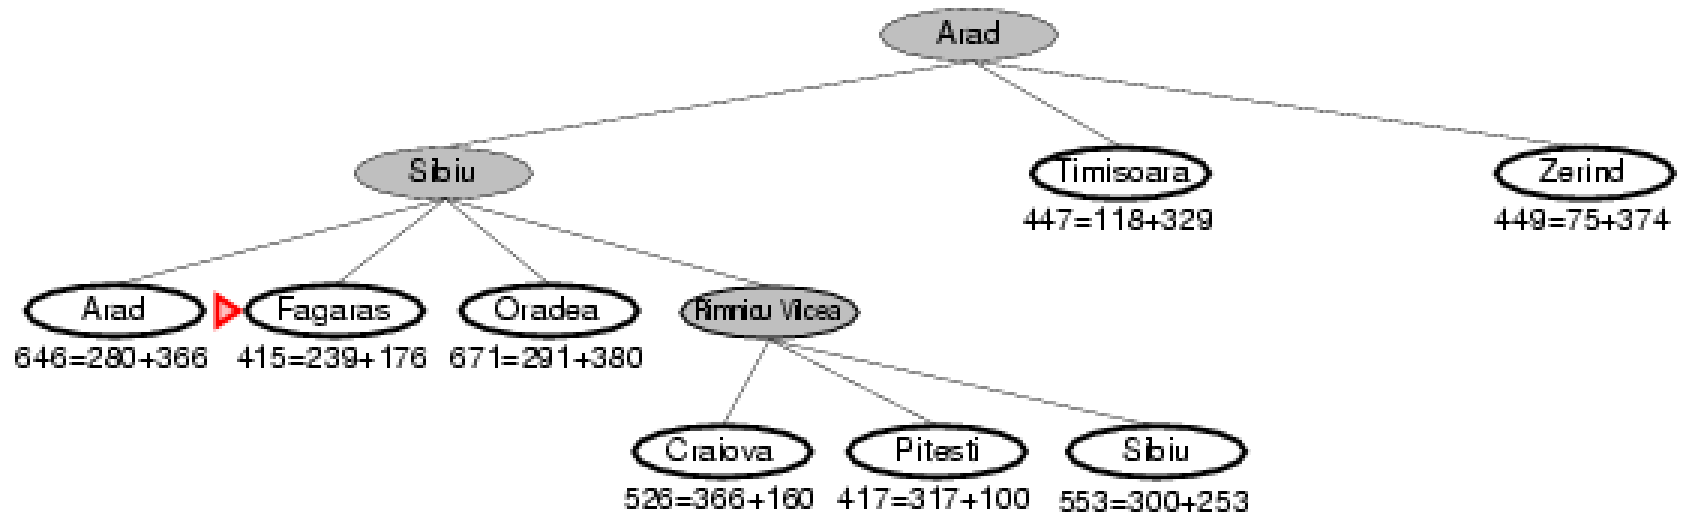 Arad
Sibiu
Timisoara
Zerind
447=118+329
449=75+374
Arad
Fagaras
Oradea
Rimnicu Vilcea
646=280+366
415=239+176
671=291+380
Craiova
Pitesti
Sibiu
526=366+160
417=317+100
553=300+253